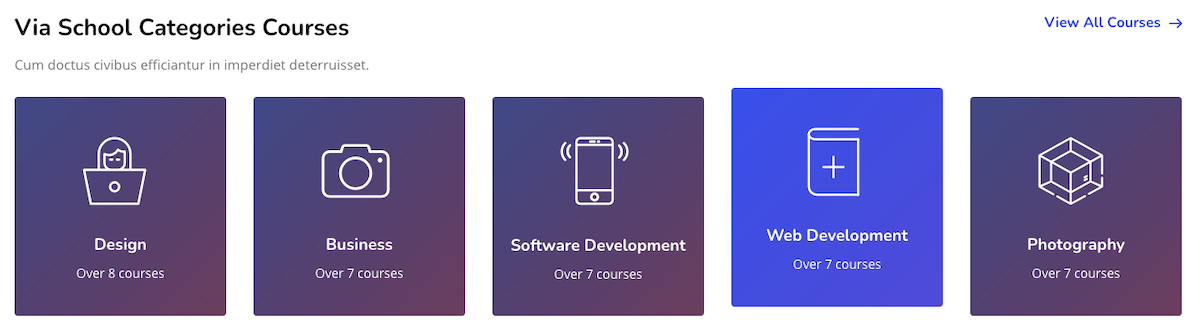 Via School Categories Courses
View All Courses →
Cum doctus civibus efficiantur in imperdiet deterruisset.
Design
Over 8 courses
Business
Over 7 courses
Software Development
Over 7 courses
Web Development
Over 7 courses
Photography
Over 7 courses